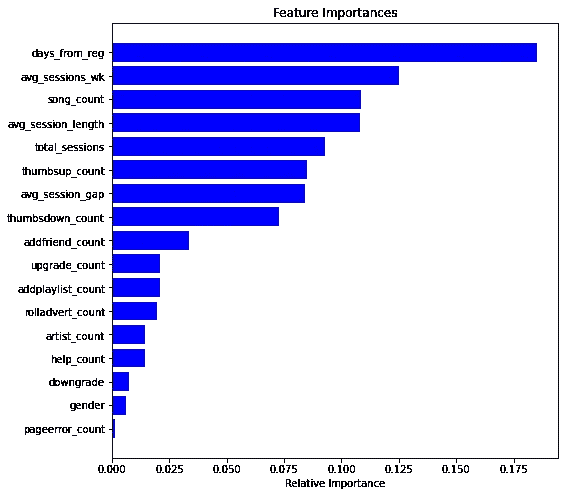 Feature Importances
days_from_reg
avg_sessions_wk
song_count
avg_session_length
total_sessions
thumbsup_count
avg_session_gap
thumbsdown_count
addfriend_count
upgrade_count
addplaylist_count
rolladvert_count
artist_count
help_count
downgrade
gender
pageerror_count
0.000 0.025 0.050 0.075 0.100 0.125 0.150 0.175
Relative Importance